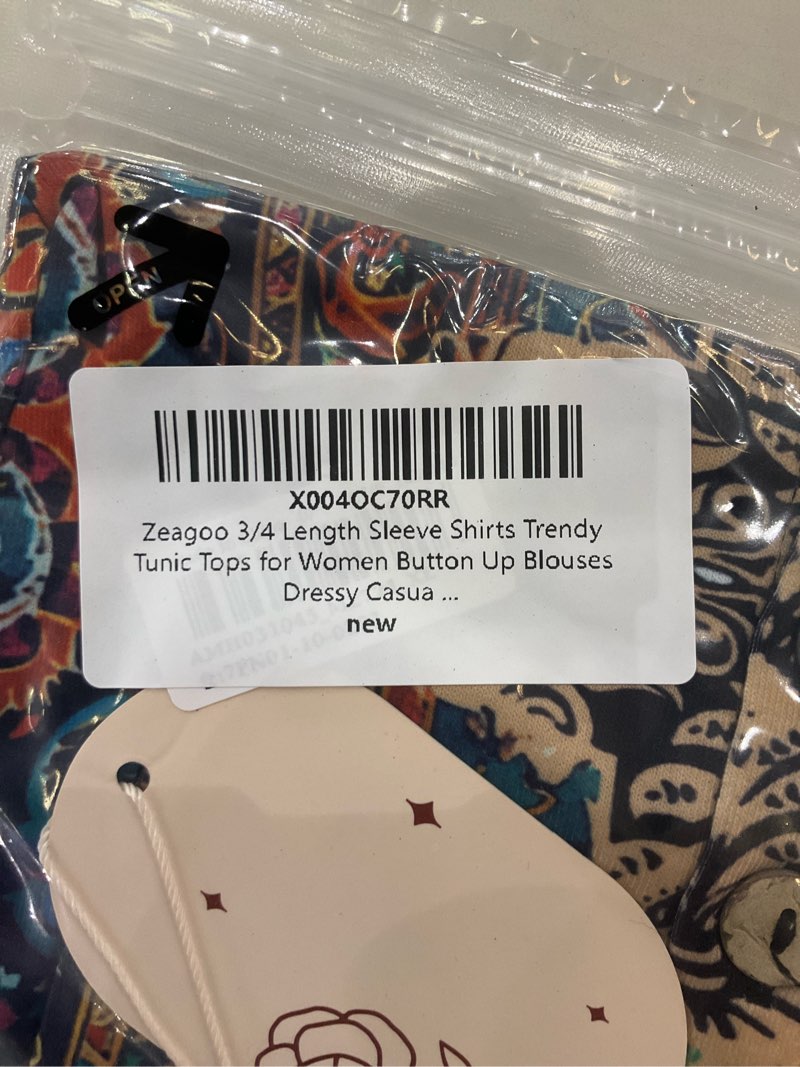 OPEN
X004OC70RR
Zeagoo 3/4 Length Sleeve Shirts Trendy
Tunic Tops for Women Button Up Blouses
Dressy Casua ...
new